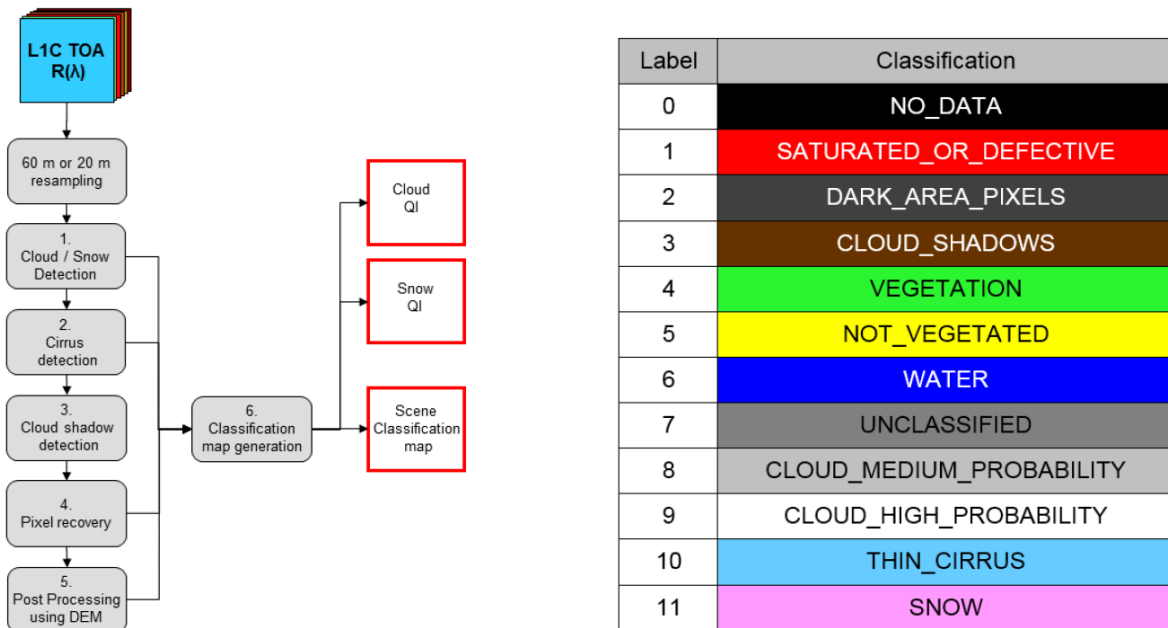 L1C TOA
R(λ)
60 m or 20 m
resampling
1.
Cloud / Snow
Detection
2.
Cirrus
detection
3.
Cloud shadow
detection
4.
Pixel recovery
5.
Post Processing
using DEM
6.
Classification
map generation
Cloud
QI
Snow
QI
Scene
Classification
map
Label Classification
0 NO_DATA
1 SATURATED_OR_DEFECTIVE
2 DARK_AREA_PIXELS
3 CLOUD_SHADOWS
4 VEGETATION
5 NOT_VEGETATED
6 WATER
7 UNCLASSIFIED
8 CLOUD_MEDIUM_PROBABILITY
9 CLOUD_HIGH_PROBABILITY
10 THIN_CIRRUS
11 SNOW